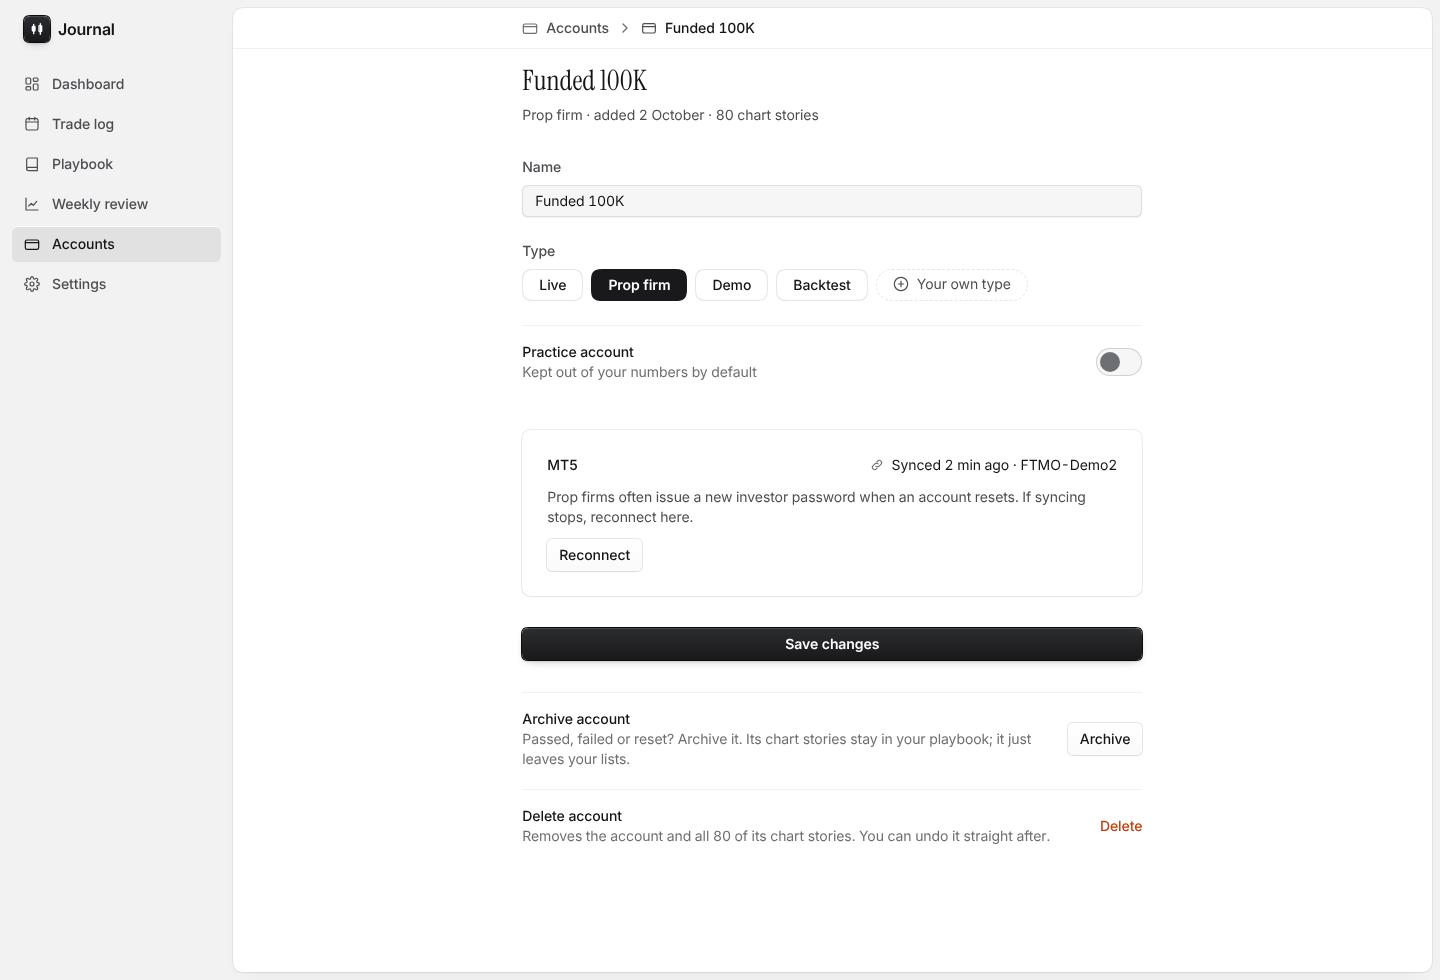 Journal
Dashboard
Trade log
Playbook
Weekly review
Accounts
Settings
Accounts
Funded 100K
Funded 100K
Prop firm · added 2 October · 80 chart stories
Name
Funded 100K
Type
Live
Prop firm
Demo
Backtest
Your own type
Practice account
Kept out of your numbers by default
MT5
Synced 2 min ago · FTMO-Demo2
Prop firms often issue a new investor password when an account resets. If syncing
stops, reconnect here.
Reconnect
Save changes
Archive account
Passed, failed or reset? Archive it. Its chart stories stay in your playbook; it just
leaves your lists.
Archive
Delete account
Removes the account and all 80 of its chart stories. You can undo it straight after.
Delete